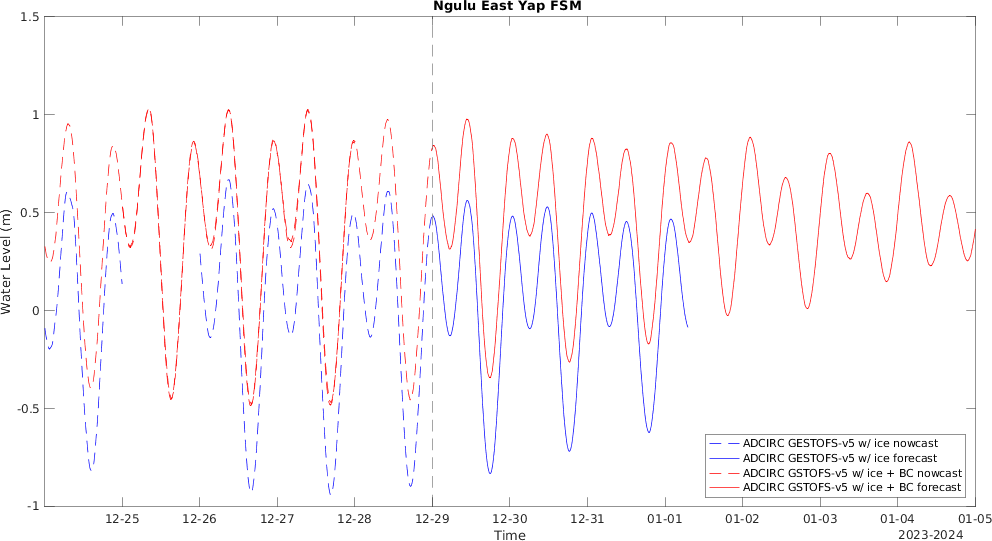 Ngulu East Yap FSM
1.5
1
0.5
0
-0.5
-1
Water Level (m)
12-25 12-26 12-27 12-28 12-29 12-30 12-31 01-01 01-02 01-03 01-04 01-05
Time
2023-2024
ADCIRC GESTOFS-v5 w/ ice nowcast
ADCIRC GESTOFS-v5 w/ ice forecast
ADCIRC GSTOFS-v5 w/ ice + BC nowcast
ADCIRC GSTOFS-v5 w/ ice + BC forecast